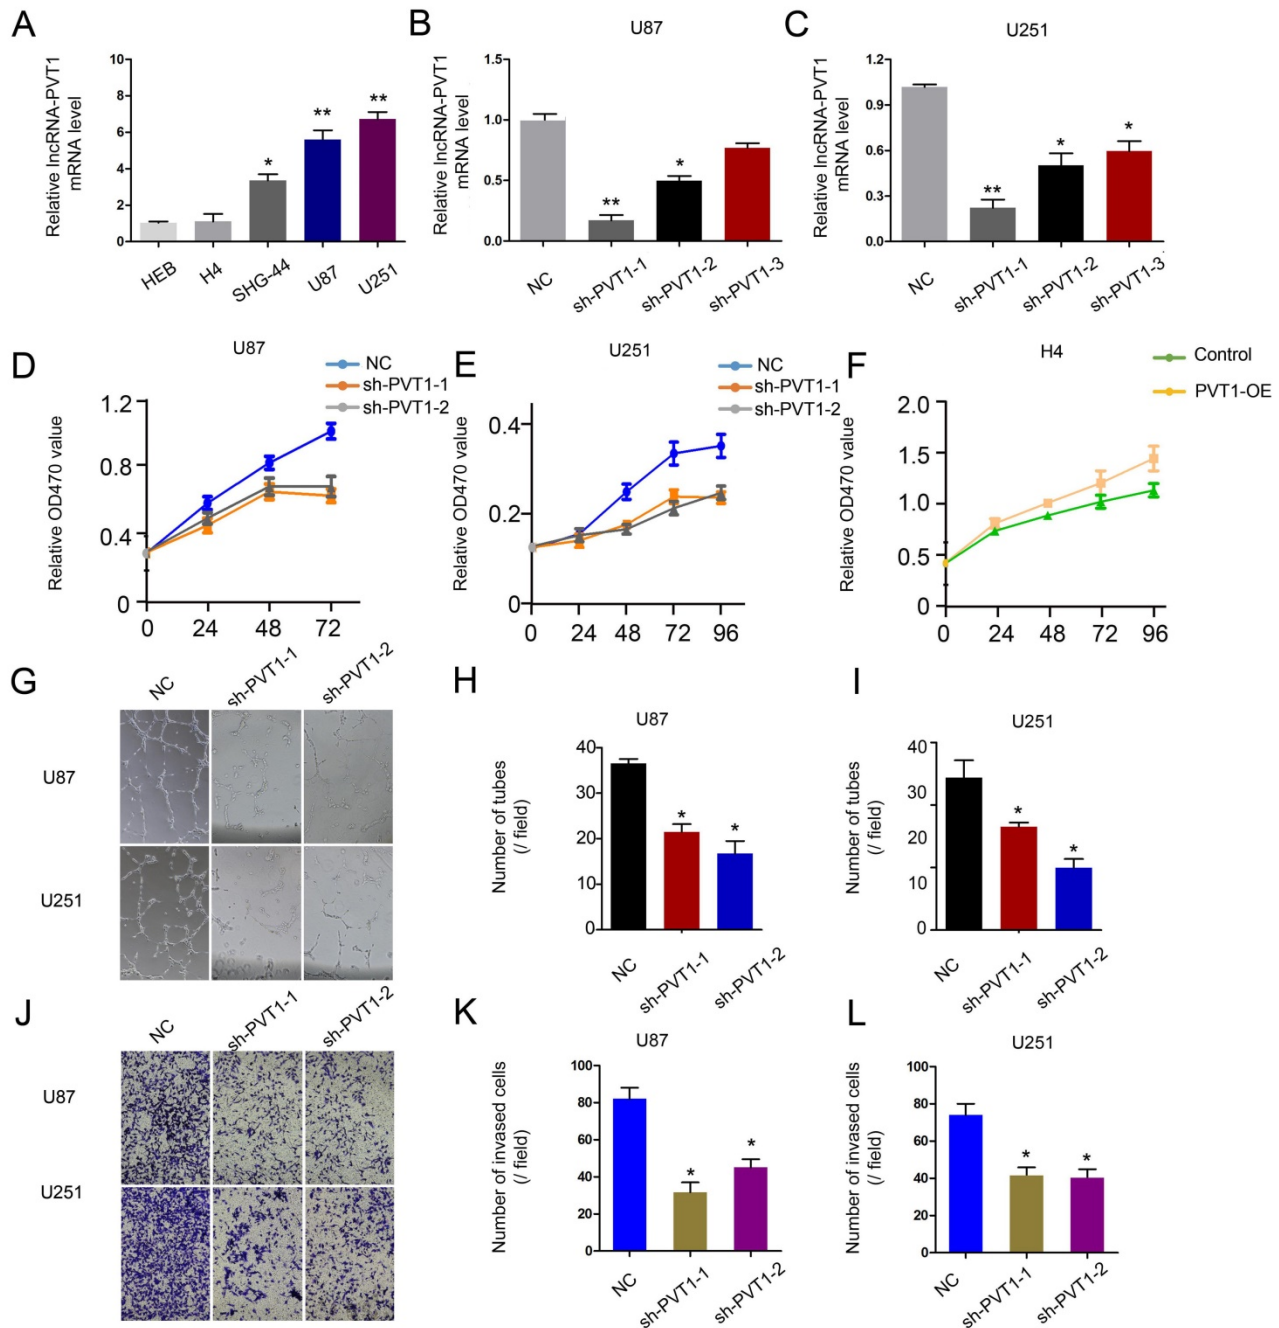 A
Relative lncRNA-PVT1
mRNA level
10
8
6
4
2
0
*
**
**
HEB
H4
SHG-44
U87
U251
B
U87
Relative lncRNA-PVT1
mRNA level
1.5
1.0
0.5
0.0
**
*
NC
sh-PVT1-1
sh-PVT1-2
sh-PVT1-3
C
U251
Relative lncRNA-PVT1
mRNA level
1.2
0.9
0.6
0.3
0.0
**
*
*
NC
sh-PVT1-1
sh-PVT1-2
sh-PVT1-3
D
U87
NC
sh-PVT1-1
sh-PVT1-2
Relative OD470 value
1.2
0.8
0.4
0
0
24
48
72
E
U251
NC
sh-PVT1-1
sh-PVT1-2
Relative OD470 value
0.4
0.2
0
0
24
48
72
96
F
H4
Control
PVT1-OE
Relative OD470 value
2.0
1.5
1.0
0.5
0
0
24
48
72
96
G
NC
sh-PVT1-1
sh-PVT1-2
U87
U251
H
U87
Number of tubes
(/ field)
40
30
20
10
0
*
*
NC
sh-PVT1-1
sh-PVT1-2
I
U251
Number of tubes
(/ field)
40
30
20
10
0
*
*
NC
sh-PVT1-1
sh-PVT1-2
J
NC
sh-PVT1-1
sh-PVT1-2
U87
U251
K
U87
Number of invased cells
(/ field)
100
80
60
40
20
0
*
*
NC
sh-PVT1-1
sh-PVT1-2
L
U251
Number of invased cells
(/ field)
100
80
60
40
20
0
*
*
NC
sh-PVT1-1
sh-PVT1-2